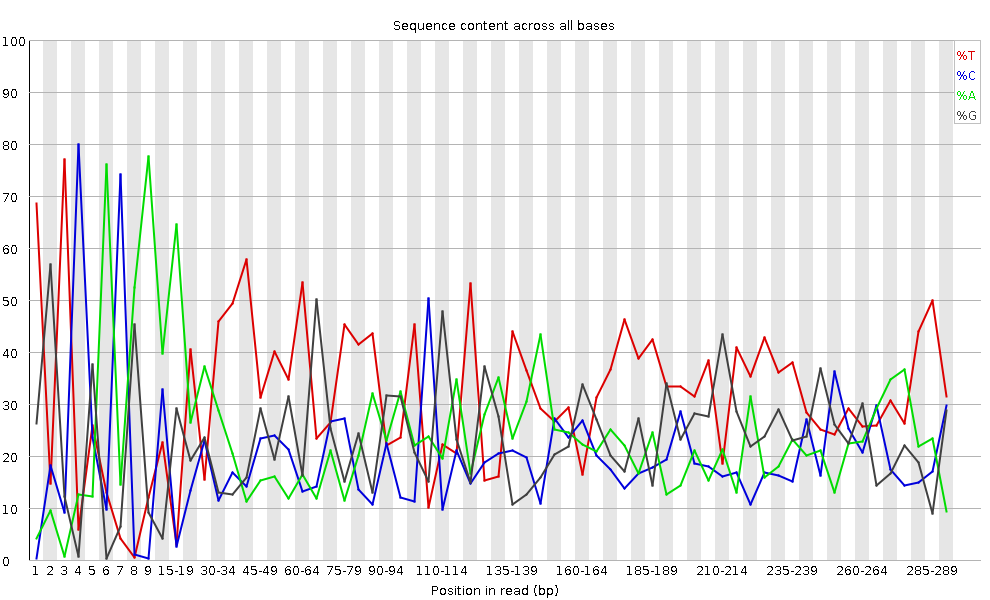 Sequence content across all bases
100
90
80
70
60
50
40
30
20
10
0
%T
%C
%A
%G
1 2 3 4 5 6 7 8 9 15-19 30-34 45-49 60-64 75-79 90-94 110-114 135-139 160-164 185-189 210-214 235-239 260-264 285-289
Position in read (bp)